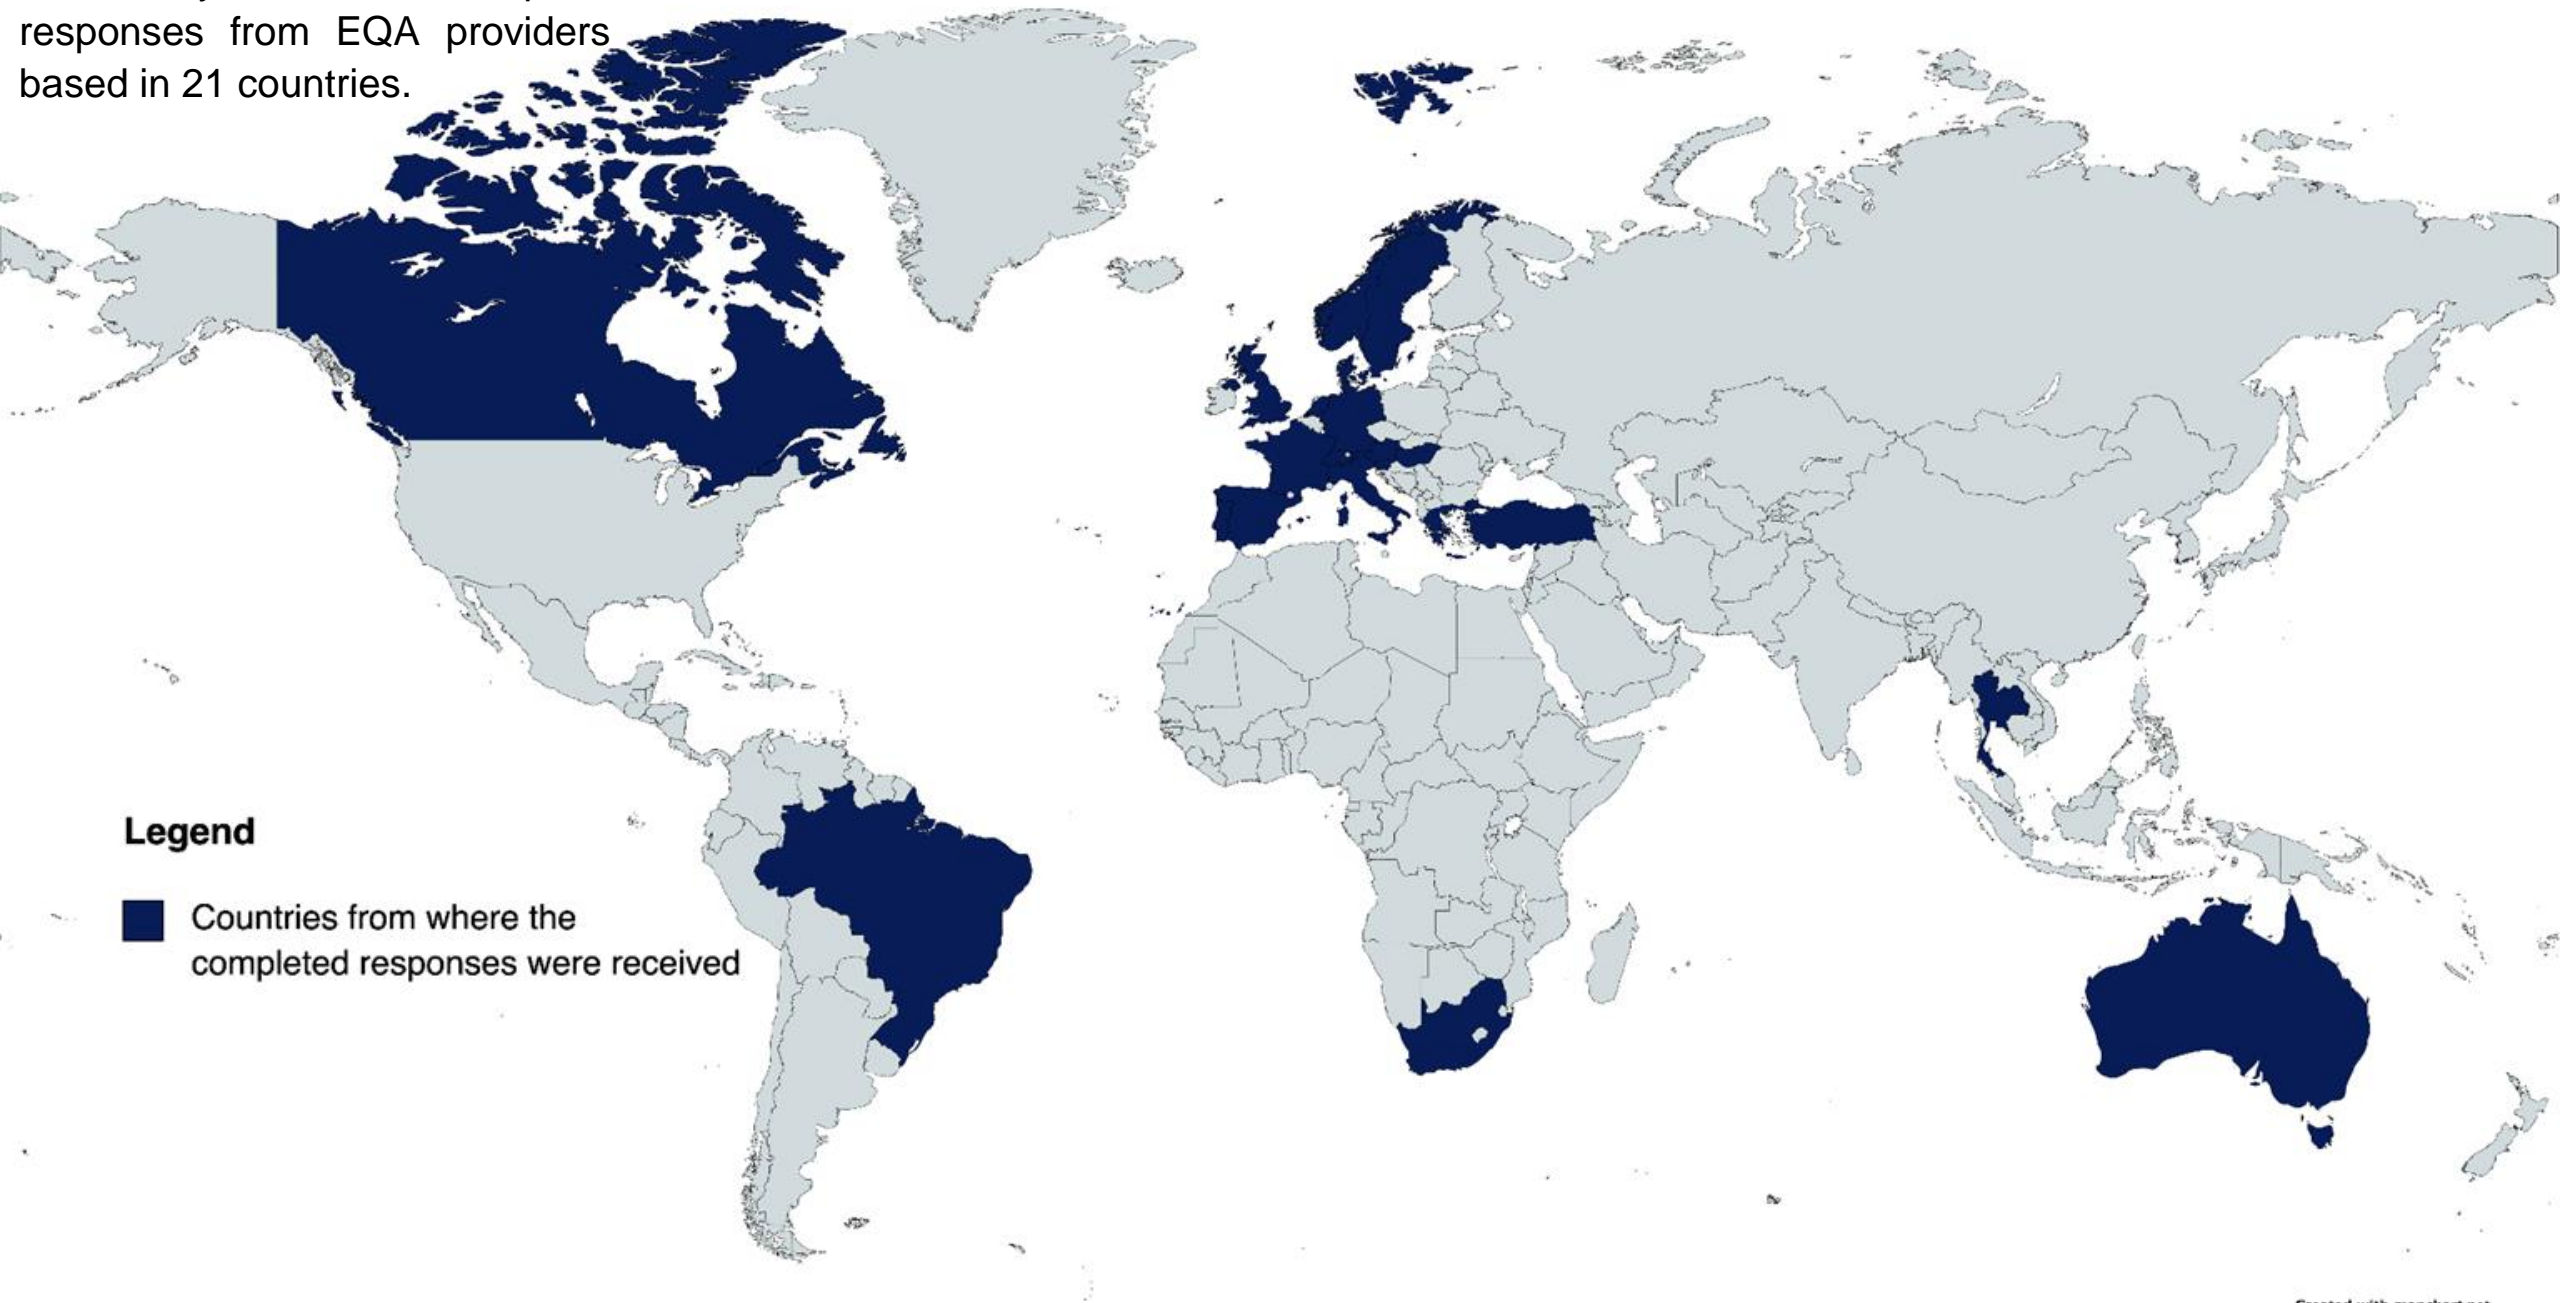 responses from EQA providers
based in 21 countries.
Legend
Countries from where the
completed responses were received